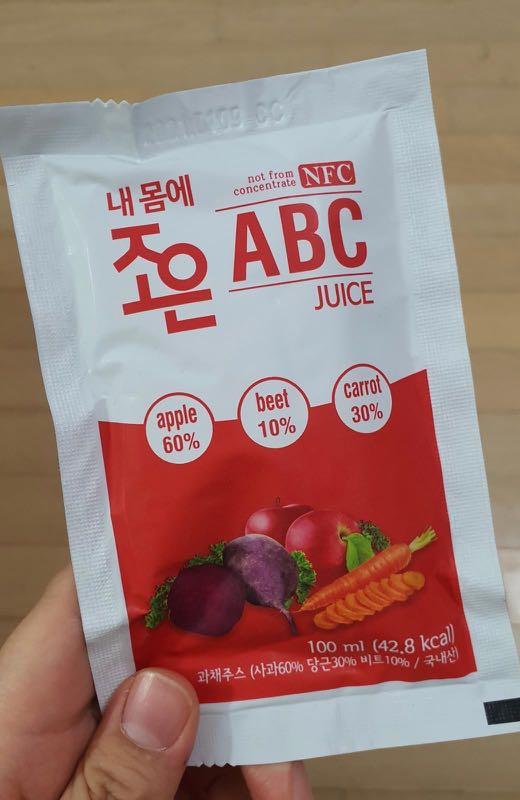 내 몸에
조은
not from
concentrate NFC
ABC
JUICE
apple
60%
beet
10%
carrot
30%
100 ml (42.8 kcal)
과채주스 (사과60% 당근30% 비트10% / 국내산)